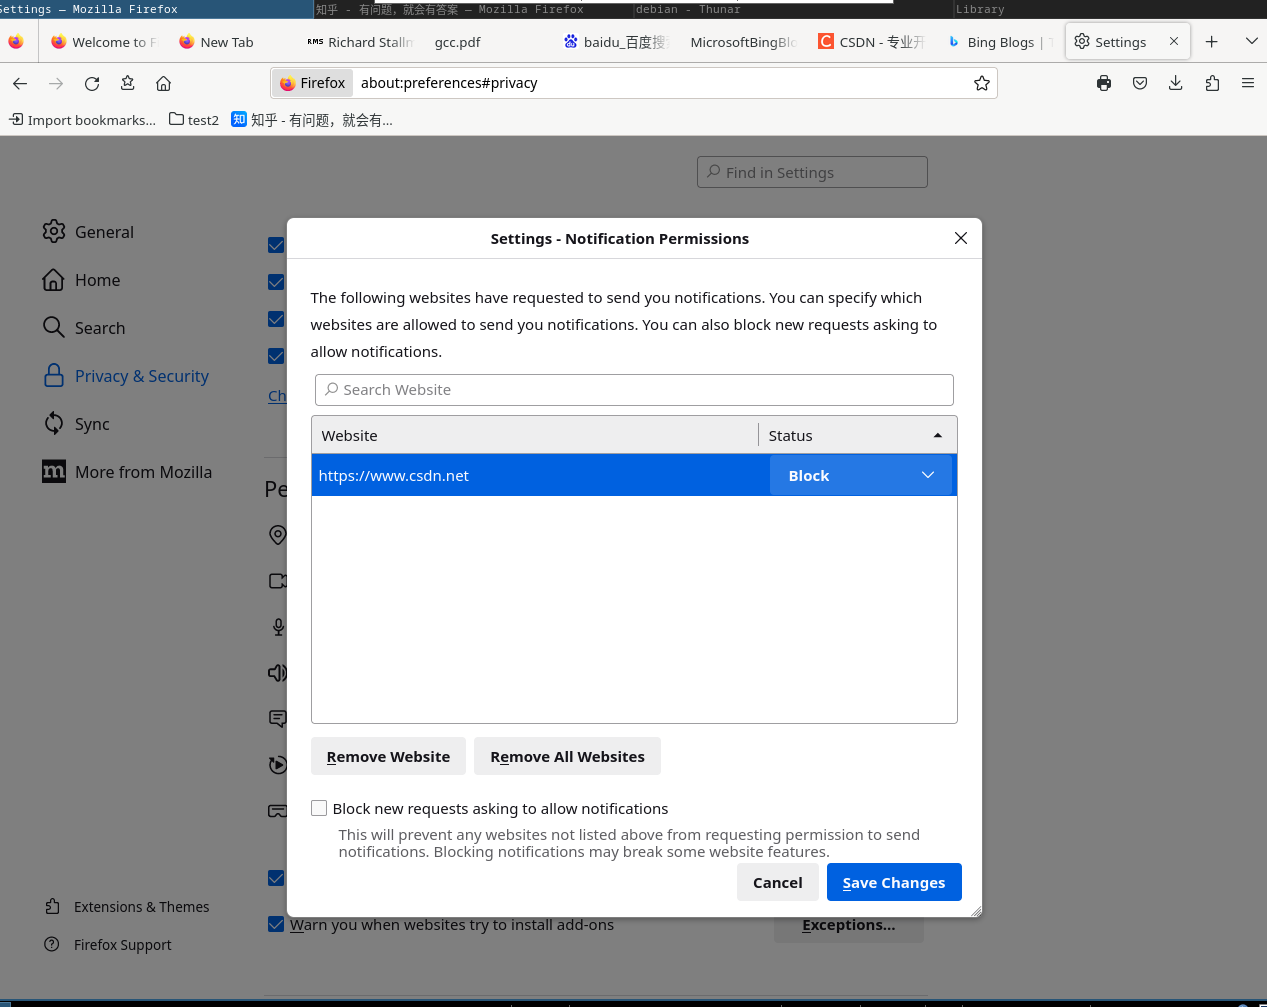 Settings — Mozilla Firefox
知乎 - 有问题，就会有答案 — Mozilla Firefox
debian - Thunar
Library
Welcome to F
New Tab
RMS Richard Stalln
gcc.pdf
baidu_百度搜
MicrosoftBingBlo
CSDN - 专业开
Bing Blogs | T
Settings
Firefox
about:preferences#privacy
Import bookmarks...
test2
知 知乎 - 有问题，就会有...
Find in Settings
General
Home
Search
Privacy & Security
Sync
m More from Mozilla
Extensions & Themes
Firefox Support
Ch
Pe
Settings - Notification Permissions
The following websites have requested to send you notifications. You can specify which
websites are allowed to send you notifications. You can also block new requests asking to
allow notifications.
Search Website
Website
Status
https://www.csdn.net
Block
Remove Website
Remove All Websites
Block new requests asking to allow notifications
This will prevent any websites not listed above from requesting permission to send
notifications. Blocking notifications may break some website features.
Cancel
Save Changes
Warn you when websites try to install add-ons
Exceptions...